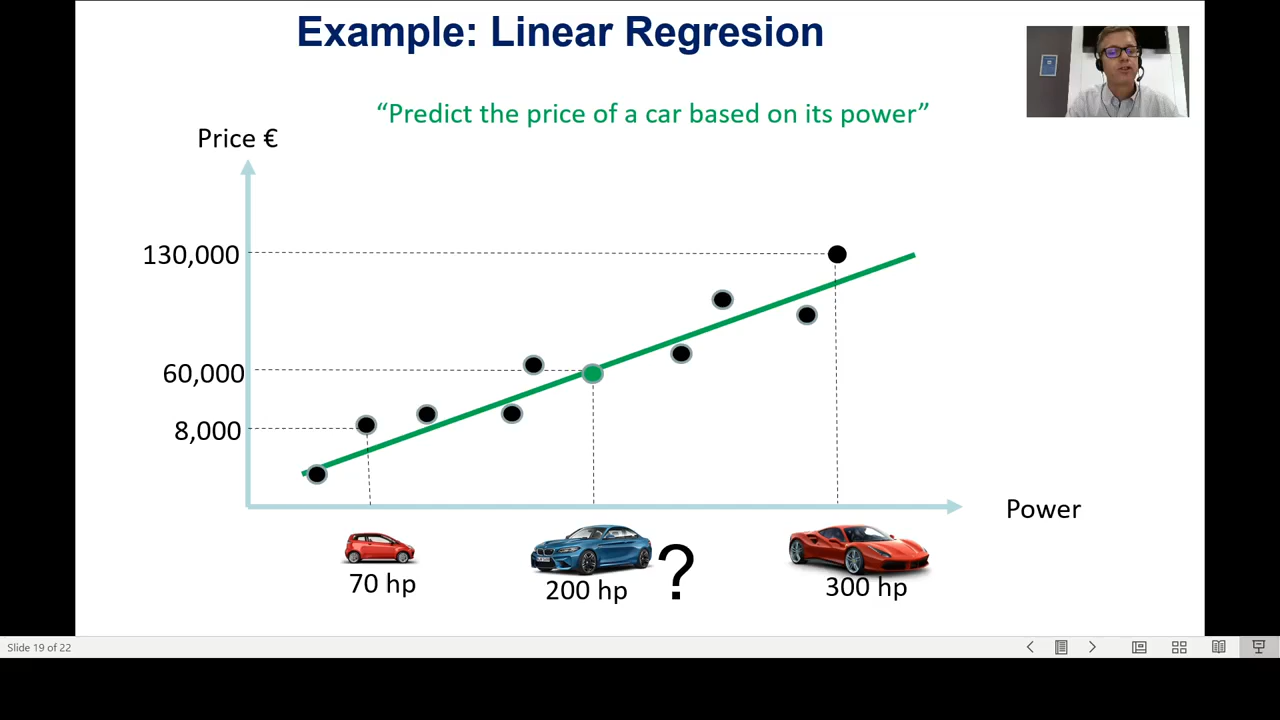 Example: Linear Regresion
“Predict the price of a car based on its power”
Price €
130,000
60,000
8,000
Power
70 hp
200 hp
?
300 hp
Slide 19 of 22